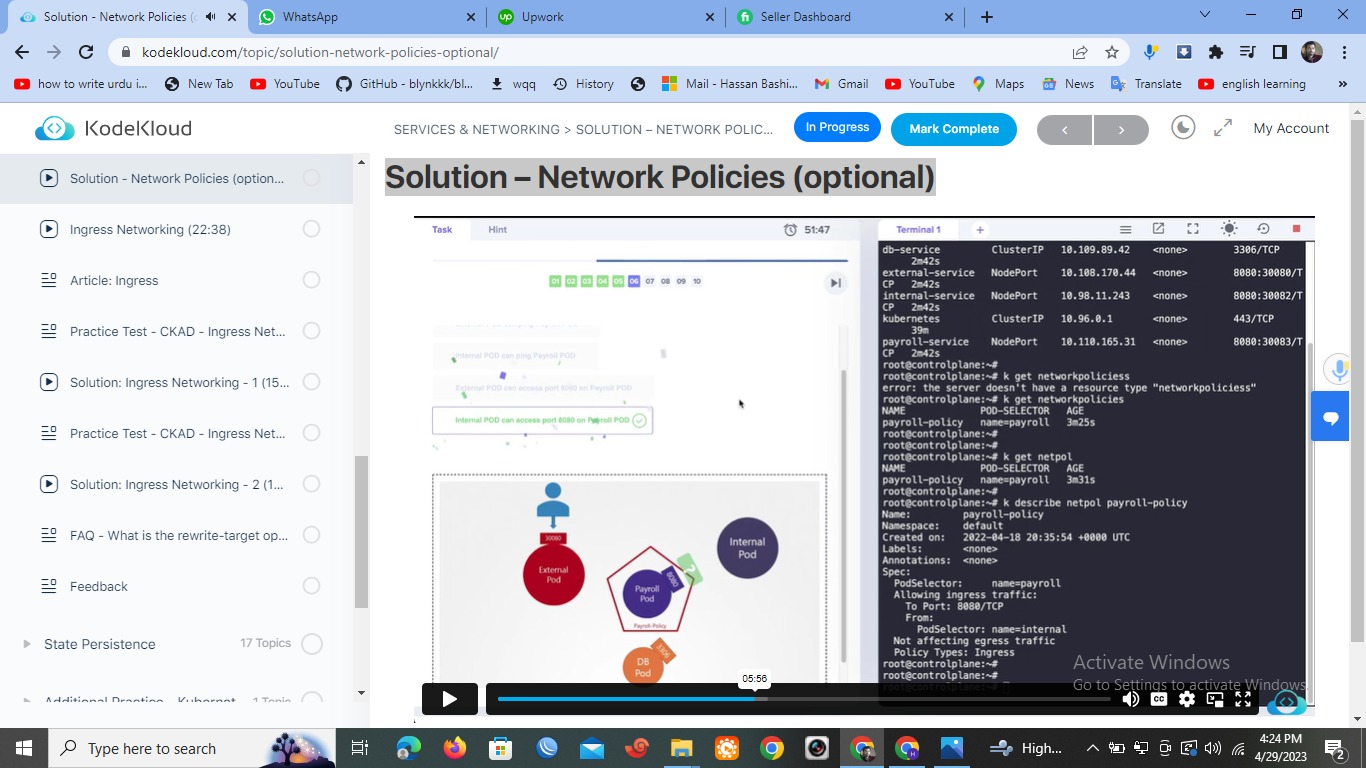 Solution - Network Policies (
WhatsApp
Upwork
Seller Dashboard
kodekloud.com/topic/solution-network-policies-optional/
how to write urdu i...
New Tab
YouTube
GitHub - blynkkk/bl...
wqq
History
Mail - Hassan Bashi...
Gmail
YouTube
Maps
News
Translate
english learning
»
KodeKloud
SERVICES & NETWORKING > SOLUTION – NETWORK POLIC...
In Progress
Mark Complete
My Account
Solution - Network Policies (option...
Ingress Networking (22:38)
Article: Ingress
Practice Test - CKAD - Ingress Net...
Solution: Ingress Networking - 1 (15...
Practice Test - CKAD - Ingress Net...
Solution: Ingress Networking - 2 (1...
FAQ - What is the rewrite-target op...
Feedback
State Persistence
17 Topics
Solution – Network Policies (optional)
Task
Hint
51:47
01 02 03 04 05 06 07 08 09 10
Internal POD can ping Payroll POD
External POD can access port 8080 on Payroll POD
Internal POD can access port 8080 on Payroll POD
30080
External Pod
Internal Pod
Payroll Pod
8080
Payroll-Policy
3306
DB Pod
Terminal 1
+
db-service ClusterIP 10.109.89.42 <none> 3306/TCP
2m42s
external-service NodePort 10.108.170.44 <none> 8080:30080/T
CP 2m42s
internal-service NodePort 10.98.11.243 <none> 8080:30082/T
CP 2m42s
kubernetes ClusterIP 10.96.0.1 <none> 443/TCP
39m
payroll-service NodePort 10.110.165.31 <none> 8080:30083/T
CP 2m42s
root@controlplane:~#
root@controlplane:~# k get networkpoliciess
error: the server doesn't have a resource type "networkpoliciess"
root@controlplane:~# k get networkpolicies
NAME POD-SELECTOR AGE
payroll-policy name=payroll 3m25s
root@controlplane:~#
root@controlplane:~#
root@controlplane:~# k get netpol
NAME POD-SELECTOR AGE
payroll-policy name=payroll 3m31s
root@controlplane:~#
root@controlplane:~# k describe netpol payroll-policy
Name: payroll-policy
Namespace: default
Created on: 2022-04-18 20:35:54 +0000 UTC
Labels: <none>
Annotations: <none>
Spec:
PodSelector: name=payroll
Allowing ingress traffic:
To Port: 8080/TCP
From:
PodSelector: name=internal
Not affecting egress traffic
Policy Types: Ingress
root@controlplane:~#
root@controlplane:~#
05:56
CC
Activate Windows
Go to Settings to activate Windows.
Type here to search
High...
4:24 PM
4/29/2023
2